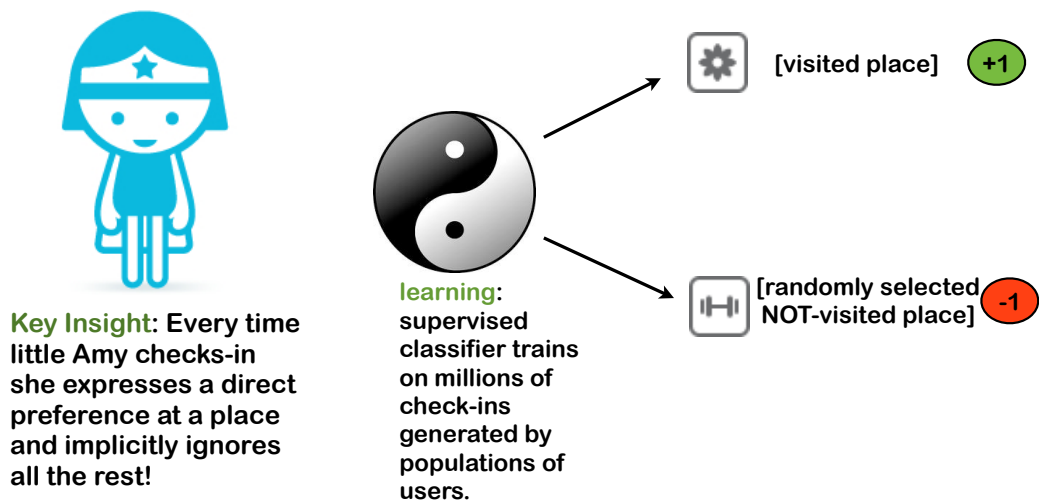 [visited place]
+1
Key Insight: Every time
little Amy checks-in
she expresses a direct
preference at a place
and implicitly ignores
all the rest!
learning:
supervised
classifier trains
on millions of
check-ins
generated by
populations of
users.
[randomly selected
NOT-visited place]
-1